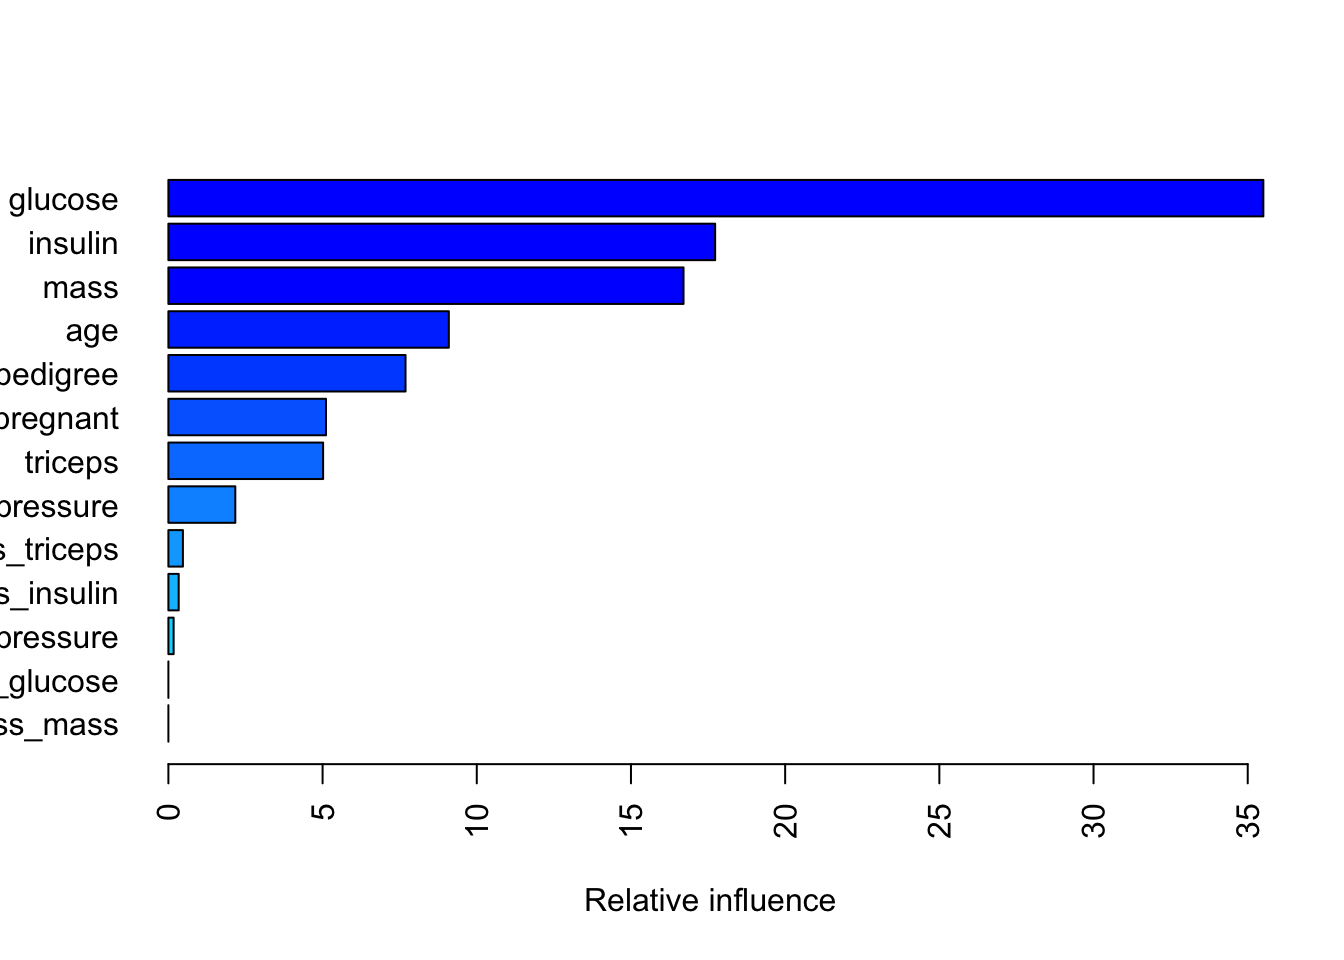 glucose
insulin
mass
age
pedigree
pregnant
triceps
pressure
s_triceps
s_insulin
pressure
_glucose
ss_mass
0 5 10 15 20 25 30 35
Relative influence